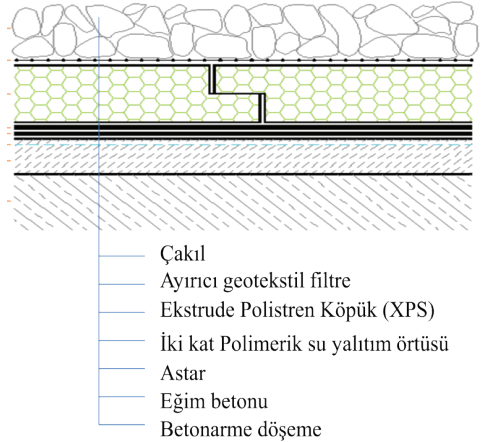 Çakıl
Ayırıcı geotekstil filtre
Ekstrude Polistren Köpük (XPS)
İki kat Polimerik su yalıtım örtüsü
Astar
Eğim betonu
Betonarme döşeme